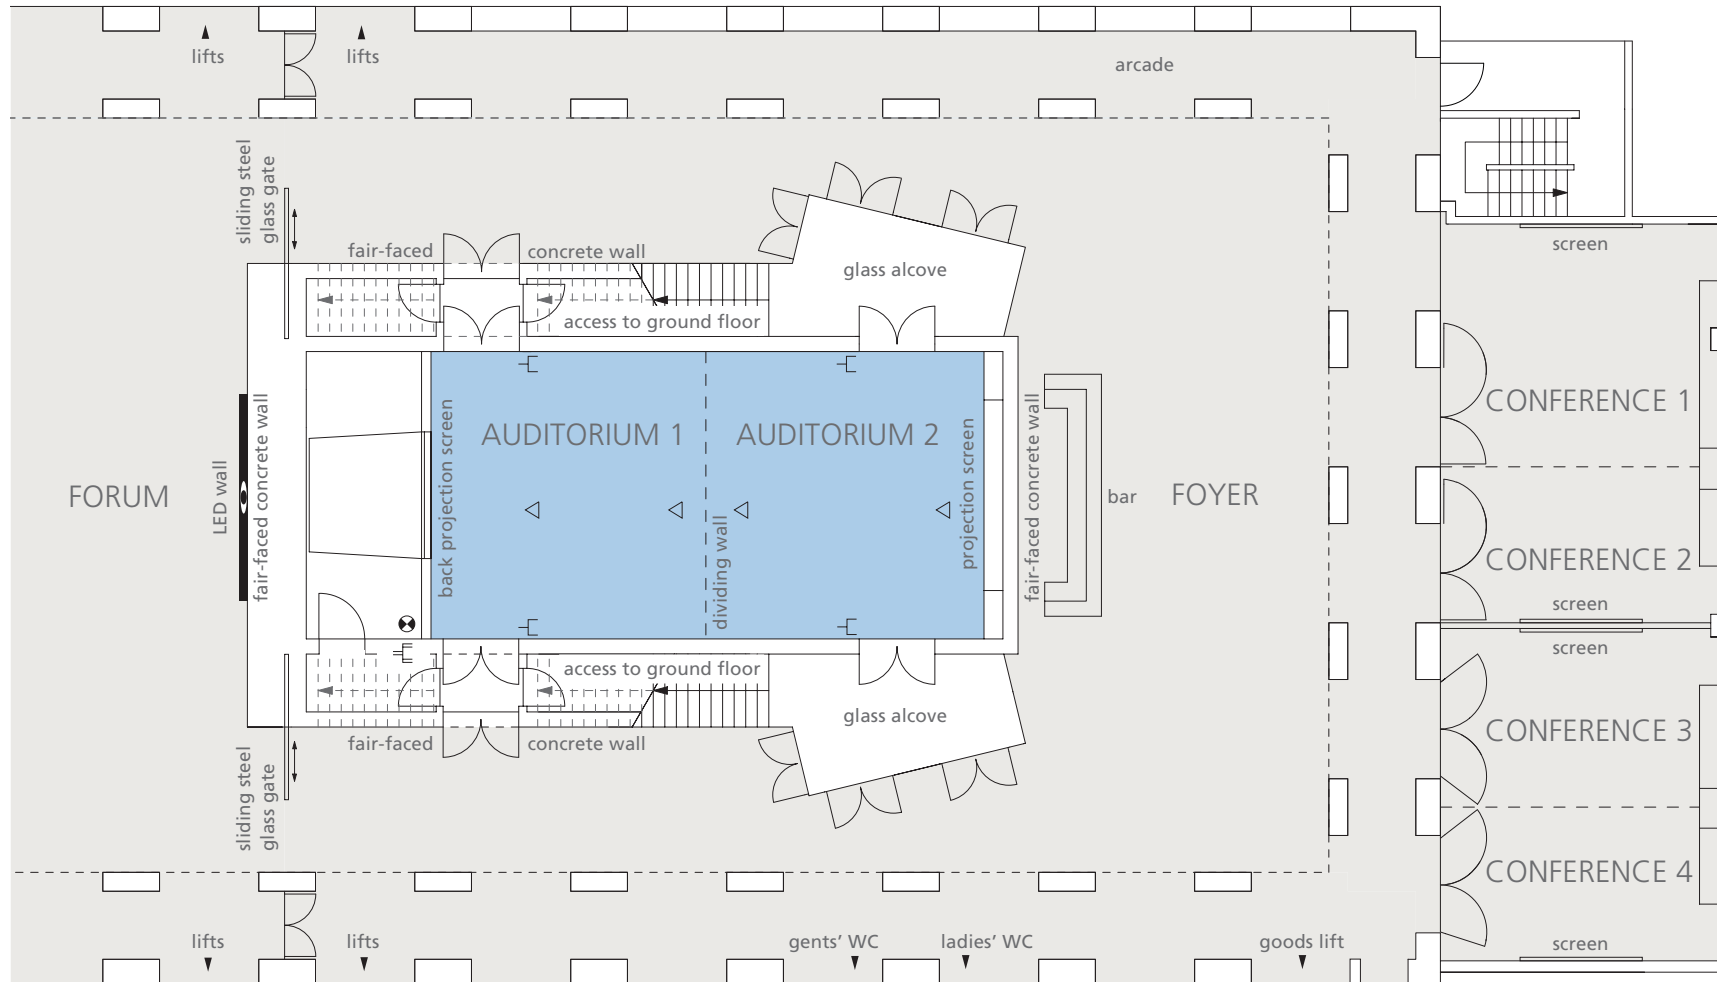 lifts
lifts
arcade
sliding steel
glass gate
fair-faced
concrete wall
screen
glass alcove
access to ground floor
CONFERENCE 1
AUDITORIUM 1
AUDITORIUM 2
LED wall
fair-faced concrete wall
back projection screen
dividing wall
projection screen
fair-faced concrete wall
FORUM
bar
FOYER
CONFERENCE 2
screen
screen
access to ground floor
glass alcove
CONFERENCE 3
fair-faced
concrete wall
sliding steel
glass gate
CONFERENCE 4
lifts
lifts
gents’ WC
ladies’ WC
goods lift
screen